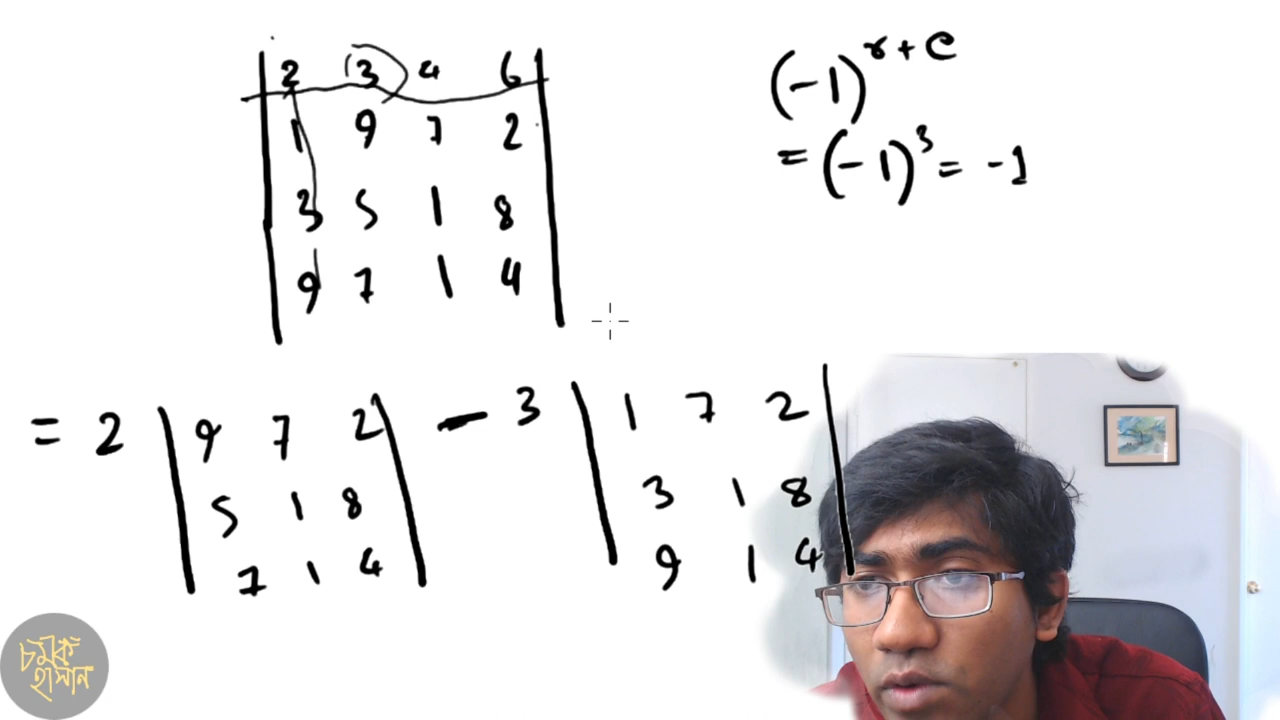 | 2 3 4 6 |
| 1 9 7 2 |
| 3 5 1 8 |
| 9 7 1 4 |
(-1)^{r+c}
= (-1)^3 = -1
= 2 | 9 7 2 | - 3 | 1 7 2 |
| 5 1 8 | | 3 1 8 |
| 7 1 4 | | 9 1 4 |
চমক
হাসান